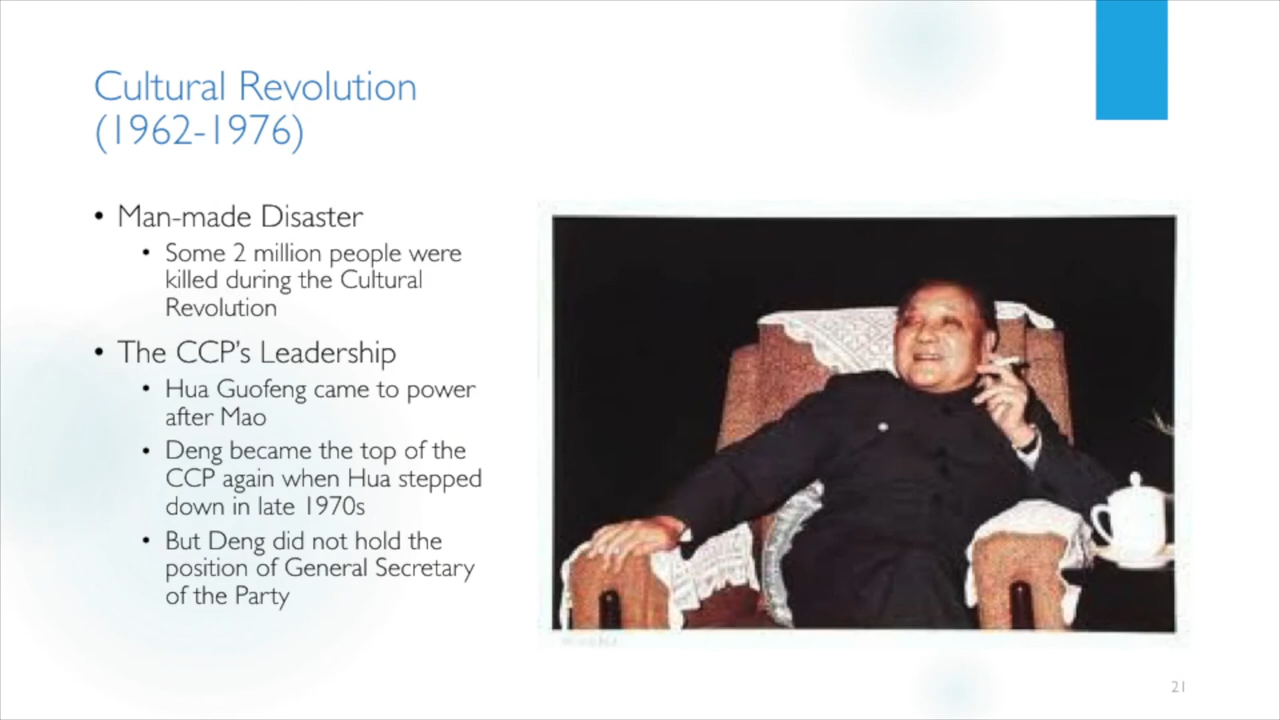 Cultural Revolution
(1962-1976)
• Man-made Disaster
• Some 2 million people were
killed during the Cultural
Revolution
• The CCP's Leadership
• Hua Guofeng came to power
after Mao
• Deng became the top of the
CCP again when Hua stepped
down in late 1970s
• But Deng did not hold the
position of General Secretary
of the Party
21